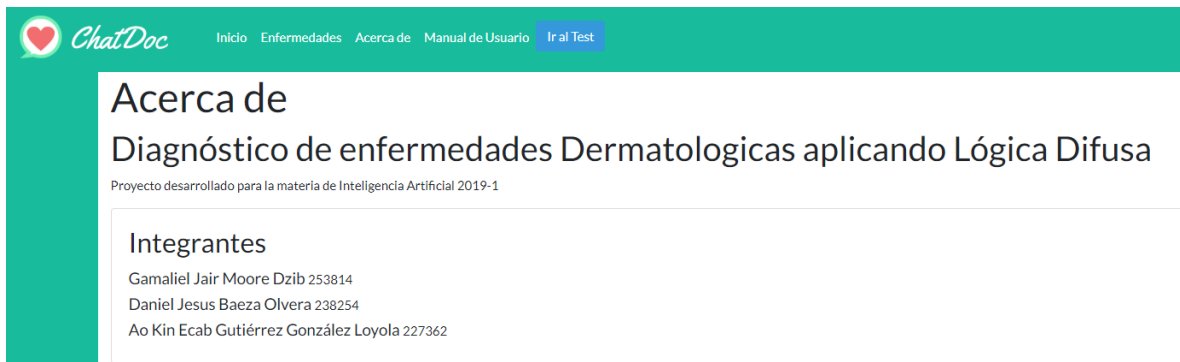 ChatDoc Inicio Enfermedades Acerca de Manual de Usuario Ir al Test
Acerca de
Diagnóstico de enfermedades Dermatologicas aplicando Lógica Difusa
Proyecto desarrollado para la materia de Inteligencia Artificial 2019-1
Integrantes
Gamaliel Jair Moore Dzib 253814
Daniel Jesus Baeza Olvera 238254
Ao Kin Ecab Gutiérrez González Loyola 227362